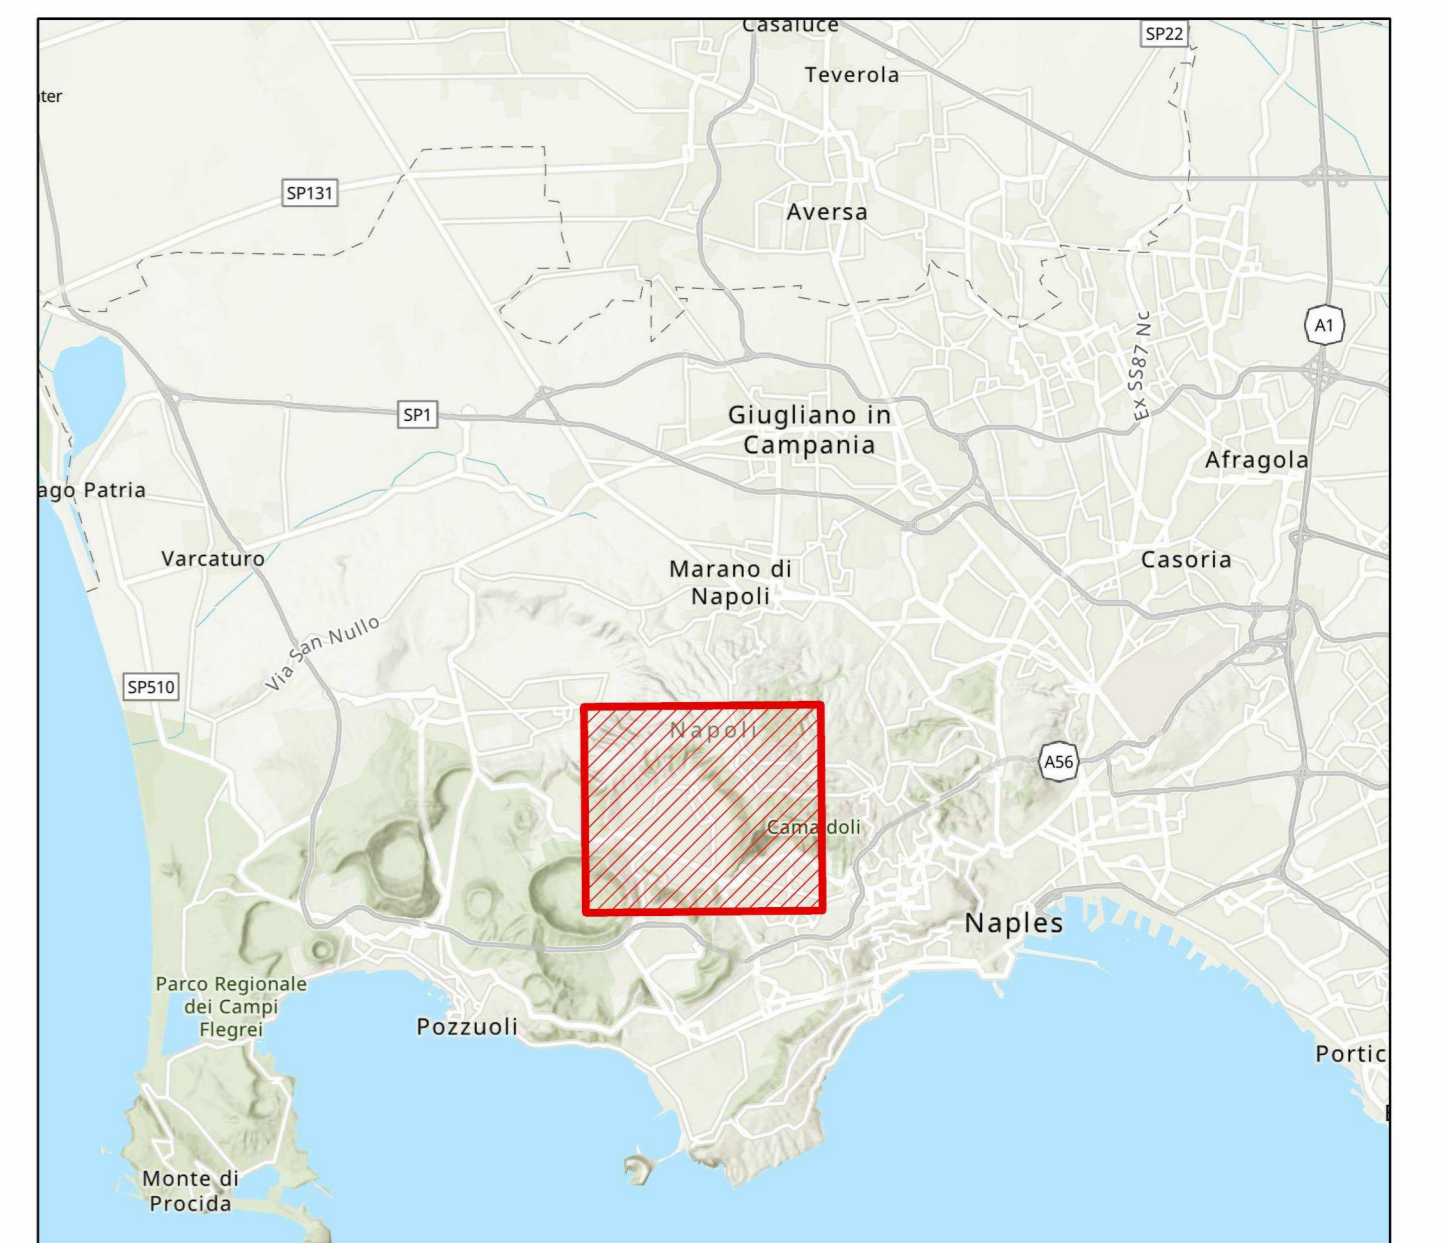 Casaluce
SP22
Teverola
ter
SP131
Aversa
A1
Ex SS87 Nc
SP1
Giugliano in
Campania
Afragola
ago Patria
Varcaturo
Casoria
Marano di
Napoli
Via San Nullo
SP510
Napoli
A56
Camaldoli
Naples
Parco Regionale
dei Campi
Flegrei
Pozzuoli
Portic
Monte di
Procida